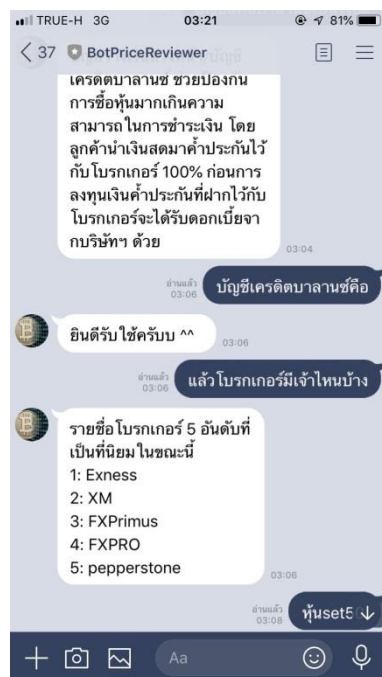 TRUE-H 3G 03:21 81%
37 BotPriceReviewer
เครดิตบาลานซ์ ช่วยป้องกัน
การซื้อหุ้นมากเกินความ
สามารถในการชำระเงิน โดย
ลูกค้านำเงินสดมาค้ำประกันไว้
กับโบรกเกอร์ 100% ก่อนการ
ลงทุนเงินค้ำประกันที่ฝากไว้กับ
โบรกเกอร์จะได้รับดอกเบี้ยจา
กบริษัทฯ ด้วย
03:04
อ่านแล้ว
03:06
บัญชีเครดิตบาลานซ์คือ
ยินดีรับใช้ครับบ ^^
03:06
อ่านแล้ว
03:06
แล้วโบรกเกอร์มีเจ้าไหนบ้าง
รายชื่อโบรกเกอร์ 5 อันดับที่
เป็นที่นิยมในขณะนี้
1: Exness
2: XM
3: FXPrimus
4: FXPRO
5: pepperstone
03:06
อ่านแล้ว
03:08
หุ้นset5
Aa